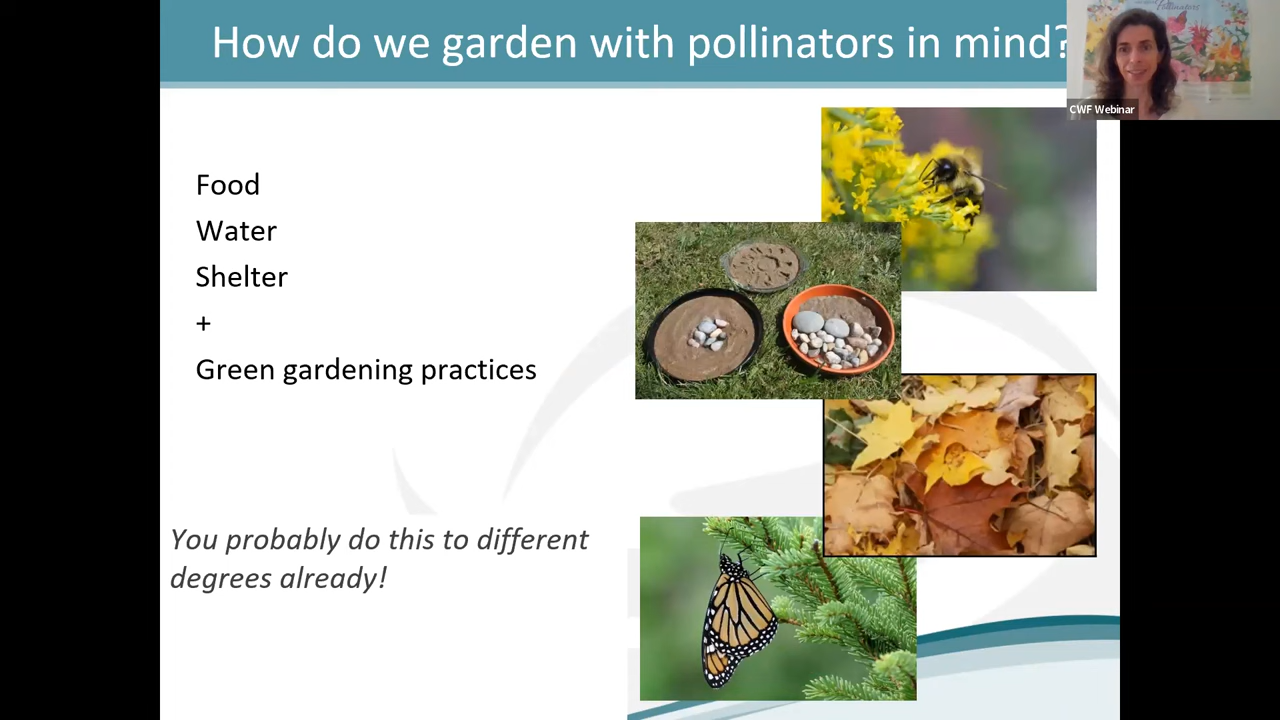 How do we garden with pollinators in mind?
Pollinators
CWF Webinar
Food
Water
Shelter
+
Green gardening practices
You probably do this to different
degrees already!